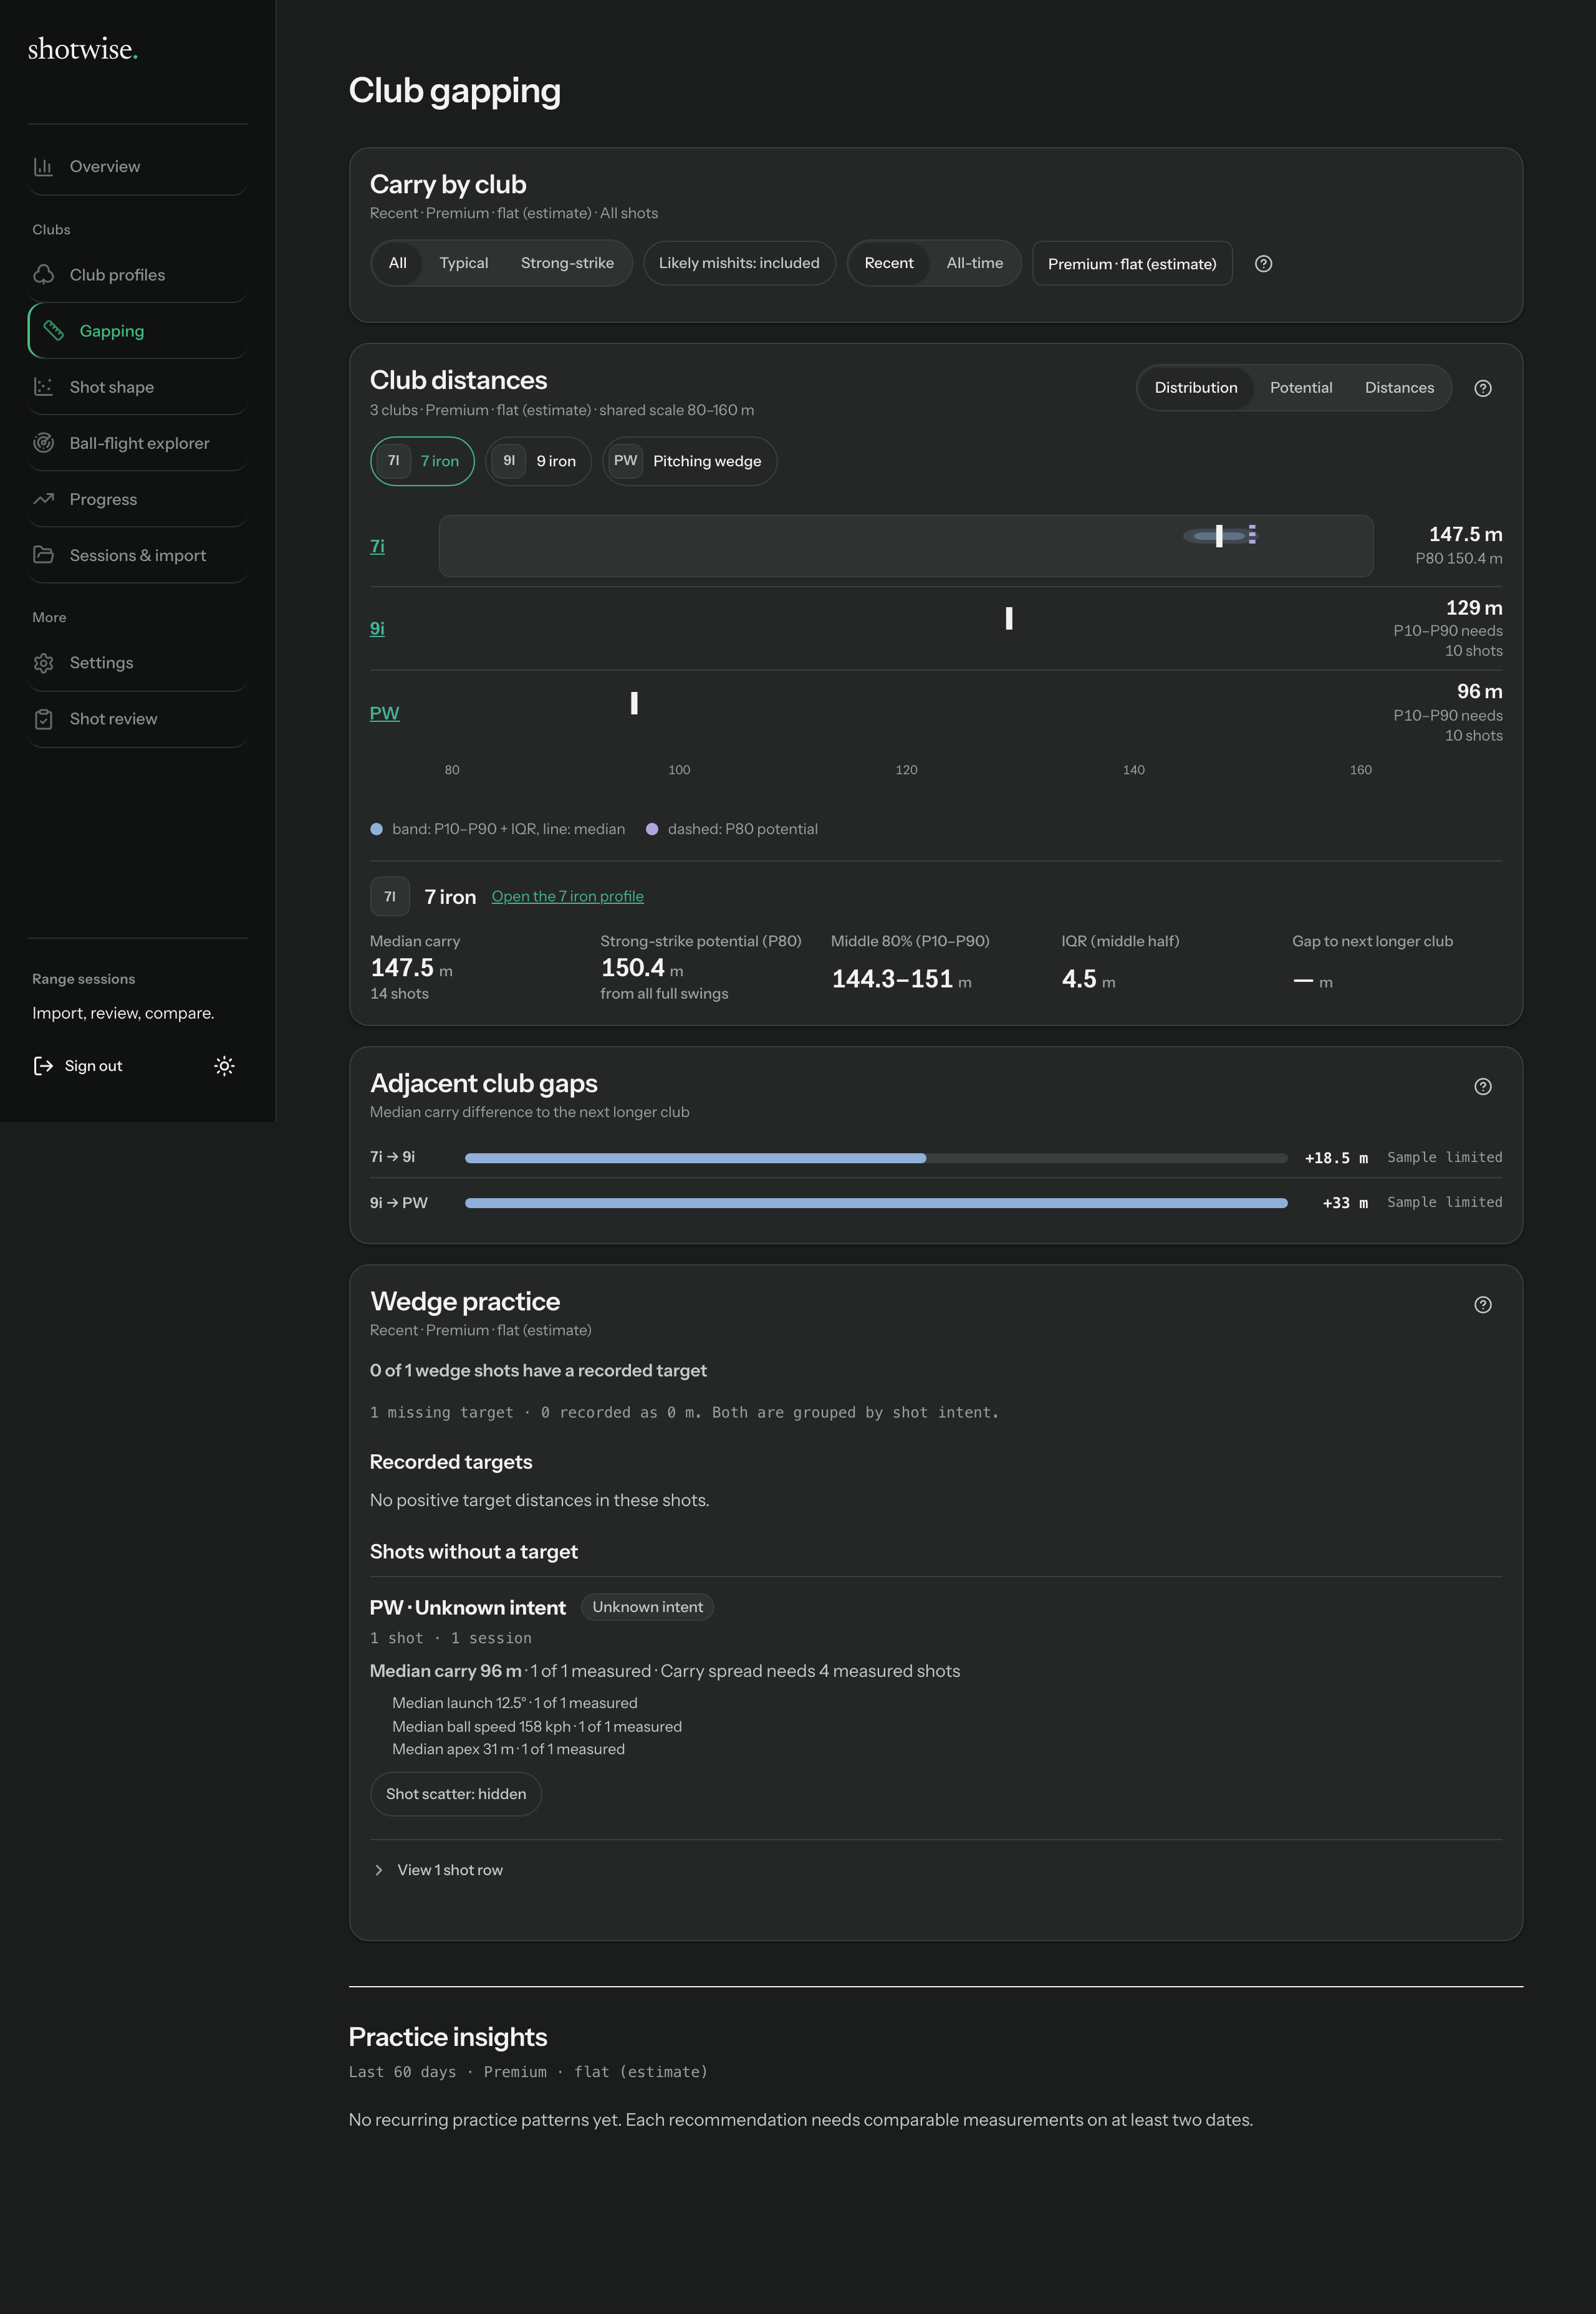 shotwise.
Overview
Clubs
Club profiles
Gapping
Shot shape
Ball-flight explorer
Progress
Sessions & import
More
Settings
Shot review
Range sessions
Import, review, compare.
Sign out
Club gapping
Carry by club
Recent · Premium · flat (estimate) · All shots
All Typical Strong-strike Likely mishits: included Recent All-time Premium · flat (estimate)
Club distances
3 clubs · Premium · flat (estimate) · shared scale 80–160 m
Distribution Potential Distances
7I 7 iron 9I 9 iron PW Pitching wedge
7i 147.5 m
P80 150.4 m
9i 129 m
P10–P90 needs
10 shots
PW 96 m
P10–P90 needs
10 shots
80 100 120 140 160
band: P10–P90 + IQR, line: median dashed: P80 potential
7I 7 iron Open the 7 iron profile
Median carry Strong-strike potential (P80) Middle 80% (P10–P90) IQR (middle half) Gap to next longer club
147.5 m 150.4 m 144.3–151 m 4.5 m — m
14 shots from all full swings
Adjacent club gaps
Median carry difference to the next longer club
7i → 9i +18.5 m Sample limited
9i → PW +33 m Sample limited
Wedge practice
Recent · Premium · flat (estimate)
0 of 1 wedge shots have a recorded target
1 missing target · 0 recorded as 0 m. Both are grouped by shot intent.
Recorded targets
No positive target distances in these shots.
Shots without a target
PW · Unknown intent Unknown intent
1 shot · 1 session
Median carry 96 m · 1 of 1 measured · Carry spread needs 4 measured shots
Median launch 12.5° · 1 of 1 measured
Median ball speed 158 kph · 1 of 1 measured
Median apex 31 m · 1 of 1 measured
Shot scatter: hidden
View 1 shot row
Practice insights
Last 60 days · Premium · flat (estimate)
No recurring practice patterns yet. Each recommendation needs comparable measurements on at least two dates.